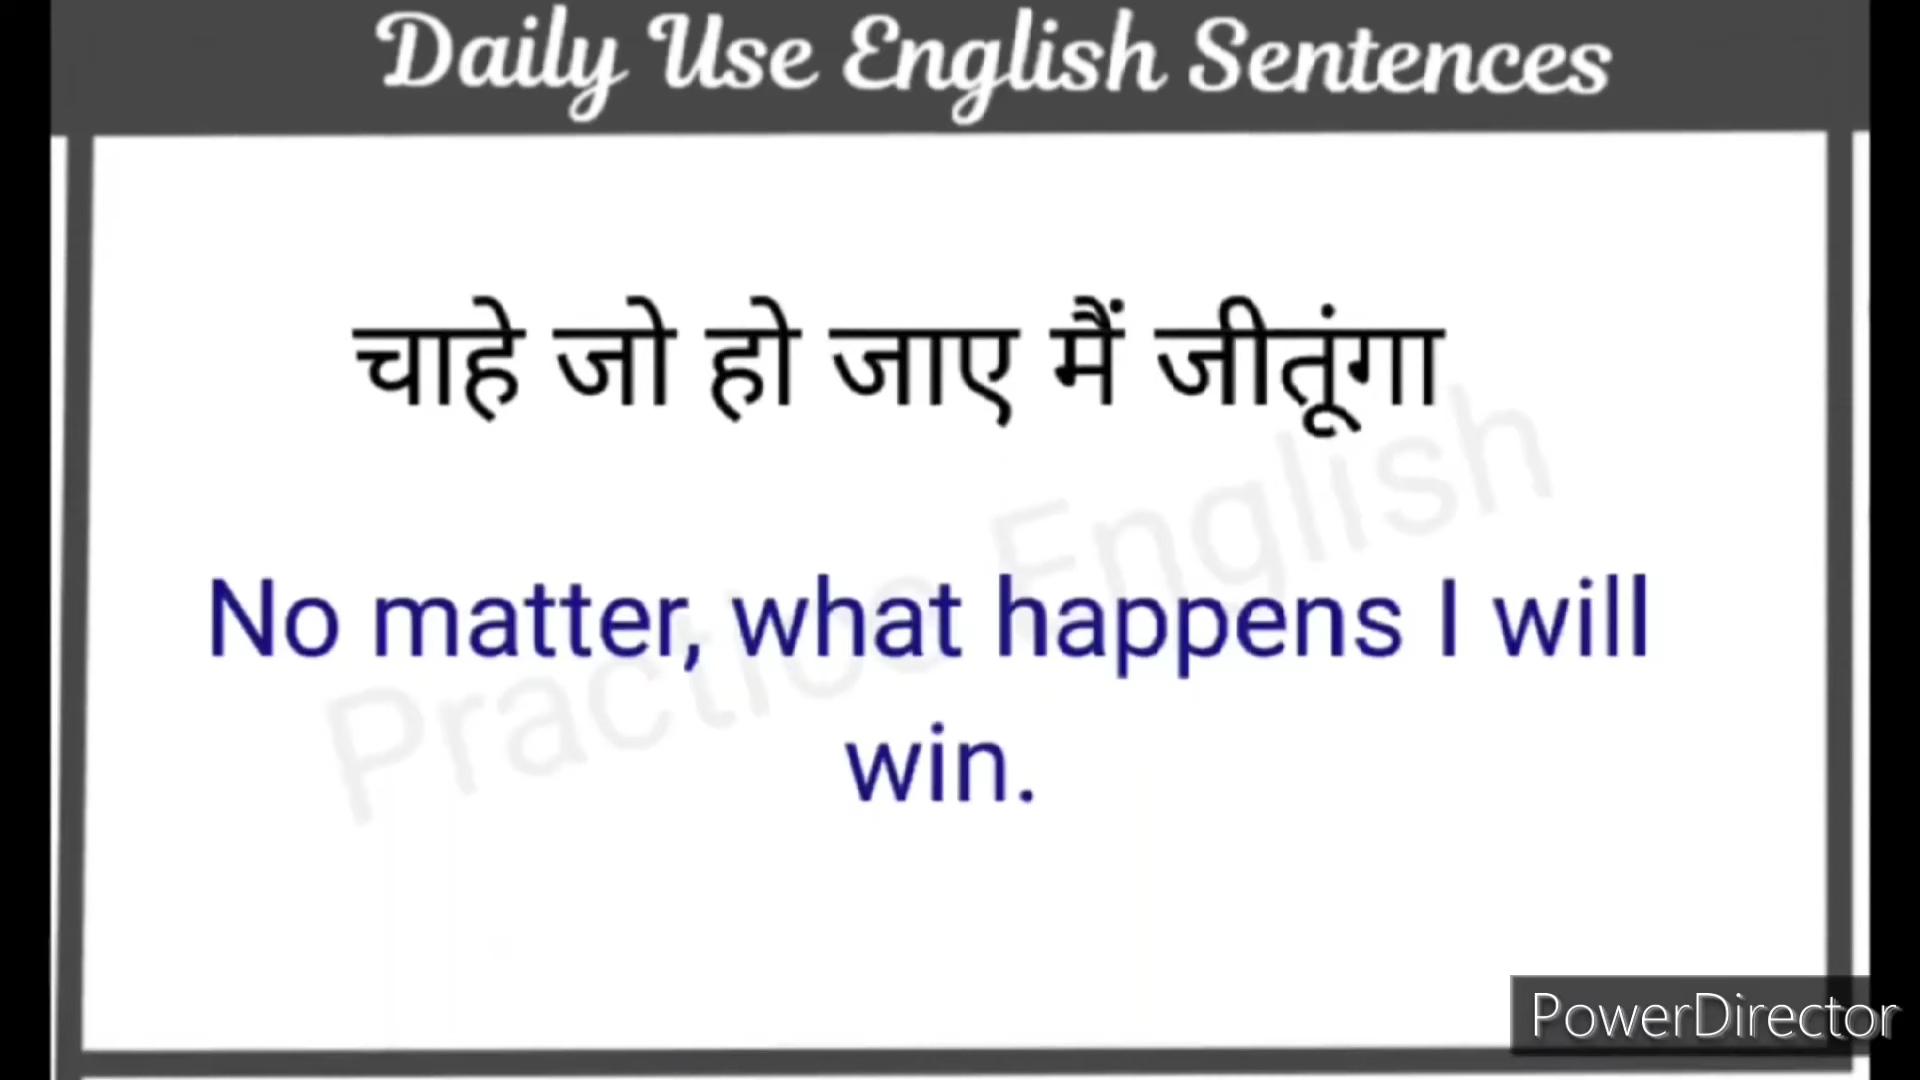 Daily Use English Sentences
चाहे जो हो जाए मैं जीतूंगा
Practice English
No matter, what happens I will
win.
PowerDirector